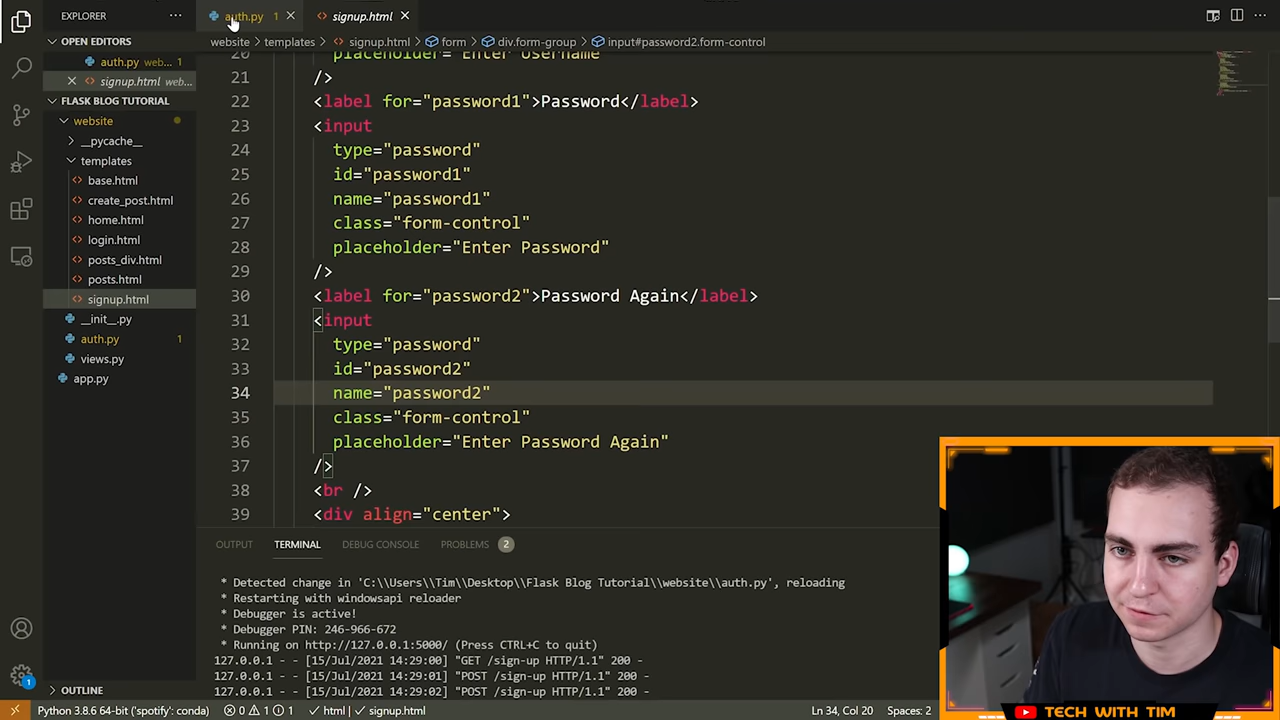 EXPLORER
···
auth.py 1
signup.html
OPEN EDITORS
auth.py web... 1
signup.html web...
FLASK BLOG TUTORIAL
website
__pycache__
templates
base.html
create_post.html
home.html
login.html
posts_div.html
posts.html
signup.html
__init__.py
auth.py 1
views.py
app.py
OUTLINE
website > templates > signup.html > form > div.form-group > input#password2.form-control
20 placeholder="Enter Username"
21 />
22 <label for="password1">Password</label>
23 <input
24 type="password"
25 id="password1"
26 name="password1"
27 class="form-control"
28 placeholder="Enter Password"
29 />
30 <label for="password2">Password Again</label>
31 <input
32 type="password"
33 id="password2"
34 name="password2"
35 class="form-control"
36 placeholder="Enter Password Again"
37 />
38 <br />
39 <div align="center">
OUTPUT TERMINAL DEBUG CONSOLE PROBLEMS 2
* Detected change in 'C:\\Users\\Tim\\Desktop\\Flask Blog Tutorial\\website\\auth.py', reloading
* Restarting with windowsapi reloader
* Debugger is active!
* Debugger PIN: 246-966-672
* Running on http://127.0.0.1:5000/ (Press CTRL+C to quit)
127.0.0.1 - - [15/Jul/2021 14:29:00] "GET /sign-up HTTP/1.1" 200 -
127.0.0.1 - - [15/Jul/2021 14:29:01] "POST /sign-up HTTP/1.1" 200 -
127.0.0.1 - - [15/Jul/2021 14:29:02] "POST /sign-up HTTP/1.1" 200 -
1
Python 3.8.6 64-bit ('spotify': conda) 0 1 1 html signup.html Ln 34, Col 20 Spaces: 2
TECH WITH TIM